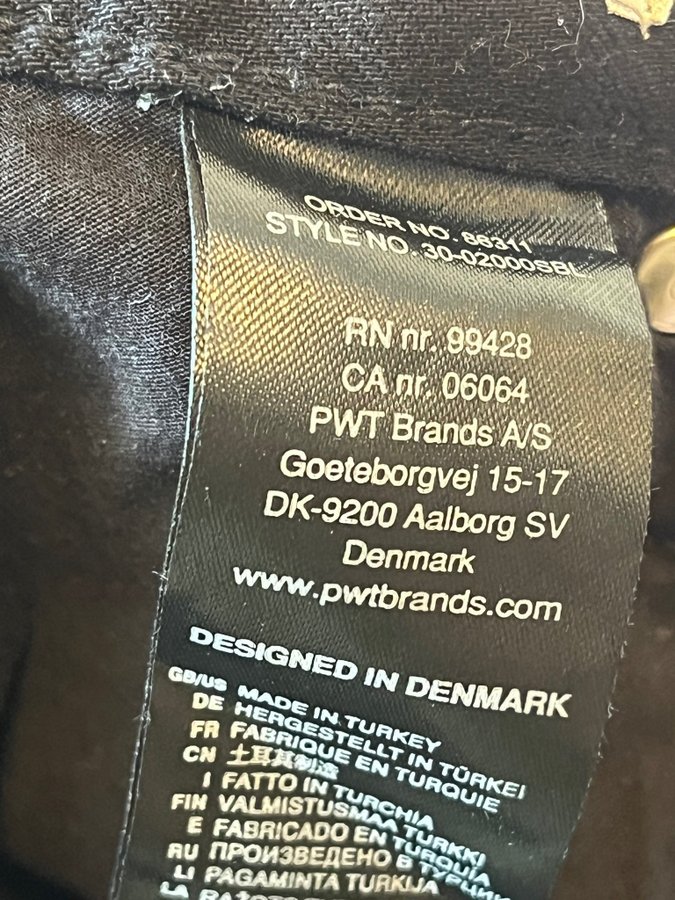 ORDER NO. 86311
STYLE NO. 30-02000SBL
RN nr. 99428
CA nr. 06064
PWT Brands A/S
Goeteborgvej 15-17
DK-9200 Aalborg SV
Denmark
www.pwtbrands.com
DESIGNED IN DENMARK
GB/US MADE IN TURKEY
DE HERGESTELLT IN TÜRKEI
FR FABRIQUE EN TURQUIE
CN 土耳其制造
I FATTO IN TURCHIA
FIN VALMISTUSMAA TURKKI
E FABRICADO EN TURQUÍA
RU ПРОИЗВЕДЕНО В ТУРЦИИ
LI PAGAMINTA TURKIJA
LA